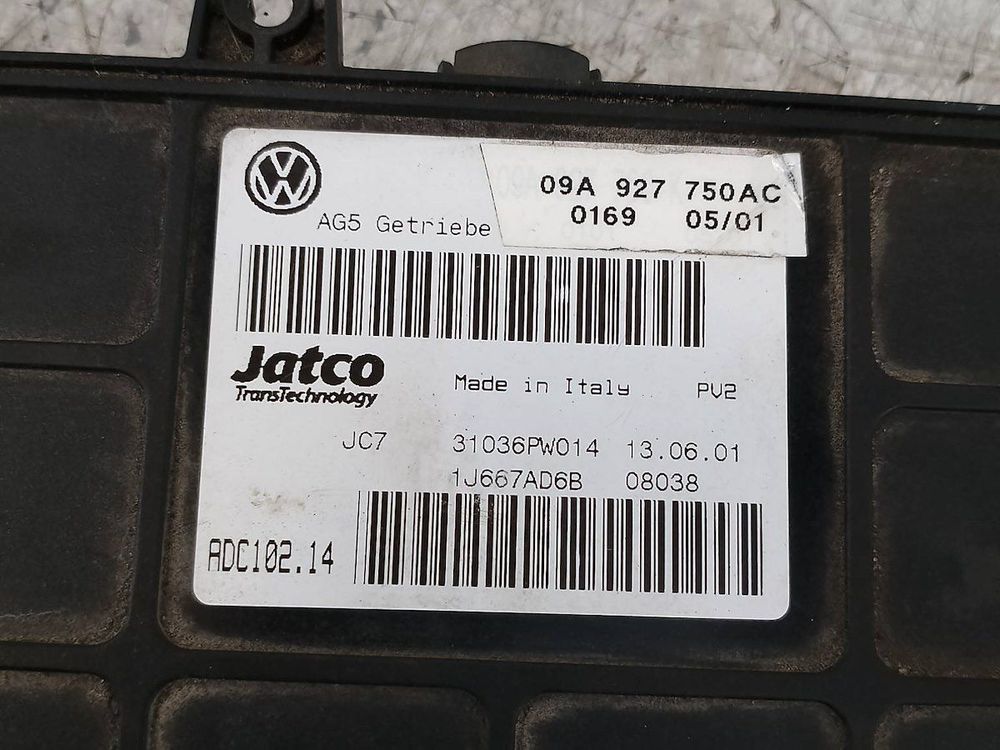 09A 927 750AC
0169 05/01
AG5 Getriebe
Jatco
TransTechnology
Made in Italy PV2
JC7 31036PW014 13.06.01
1J667AD6B 08038
ADC102.14